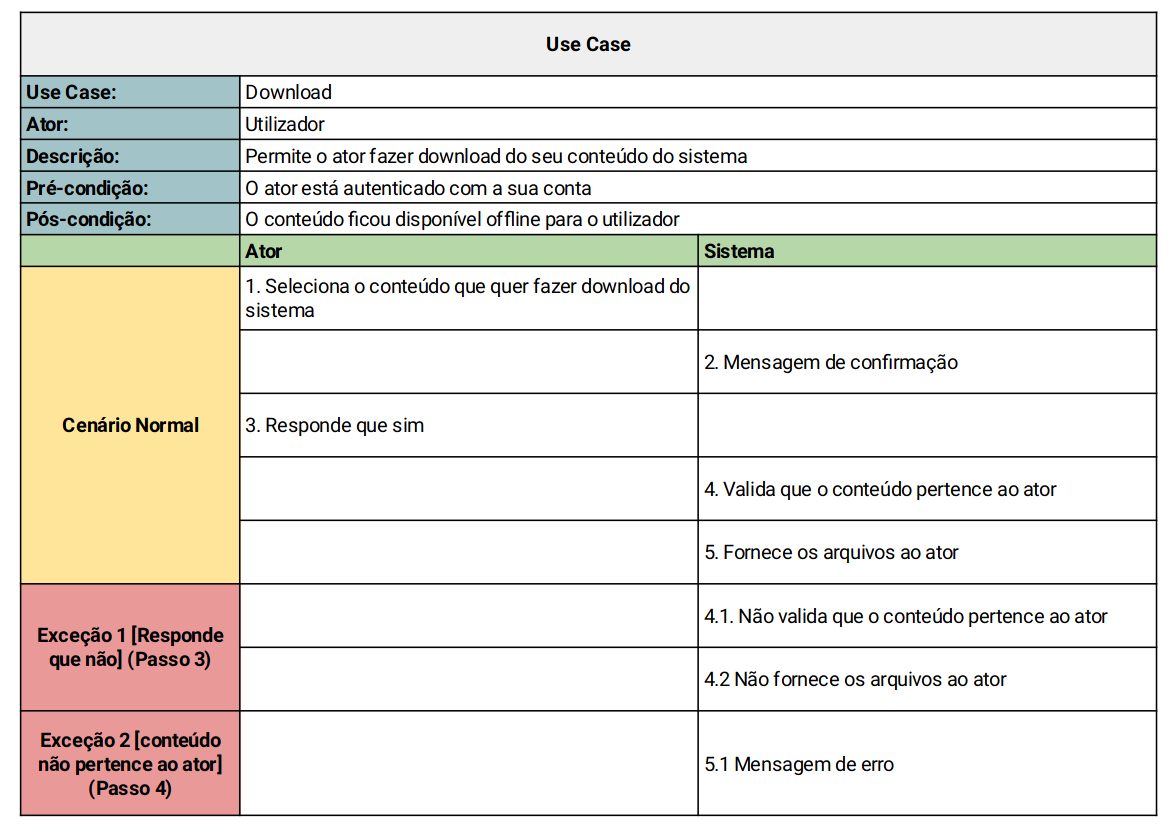 Use Case
Use Case:
Download
Ator:
Utilizador
Descrição:
Permite o ator fazer download do seu conteúdo do sistema
Pré-condição:
O ator está autenticado com a sua conta
Pós-condição:
O conteúdo ficou disponível offline para o utilizador
Ator
Sistema
Cenário Normal
1. Seleciona o conteúdo que quer fazer download do
sistema
2. Mensagem de confirmação
3. Responde que sim
4. Valida que o conteúdo pertence ao ator
5. Fornece os arquivos ao ator
Exceção 1 [Responde
que não] (Passo 3)
4.1. Não valida que o conteúdo pertence ao ator
4.2 Não fornece os arquivos ao ator
Exceção 2 [conteúdo
não pertence ao ator]
(Passo 4)
5.1 Mensagem de erro